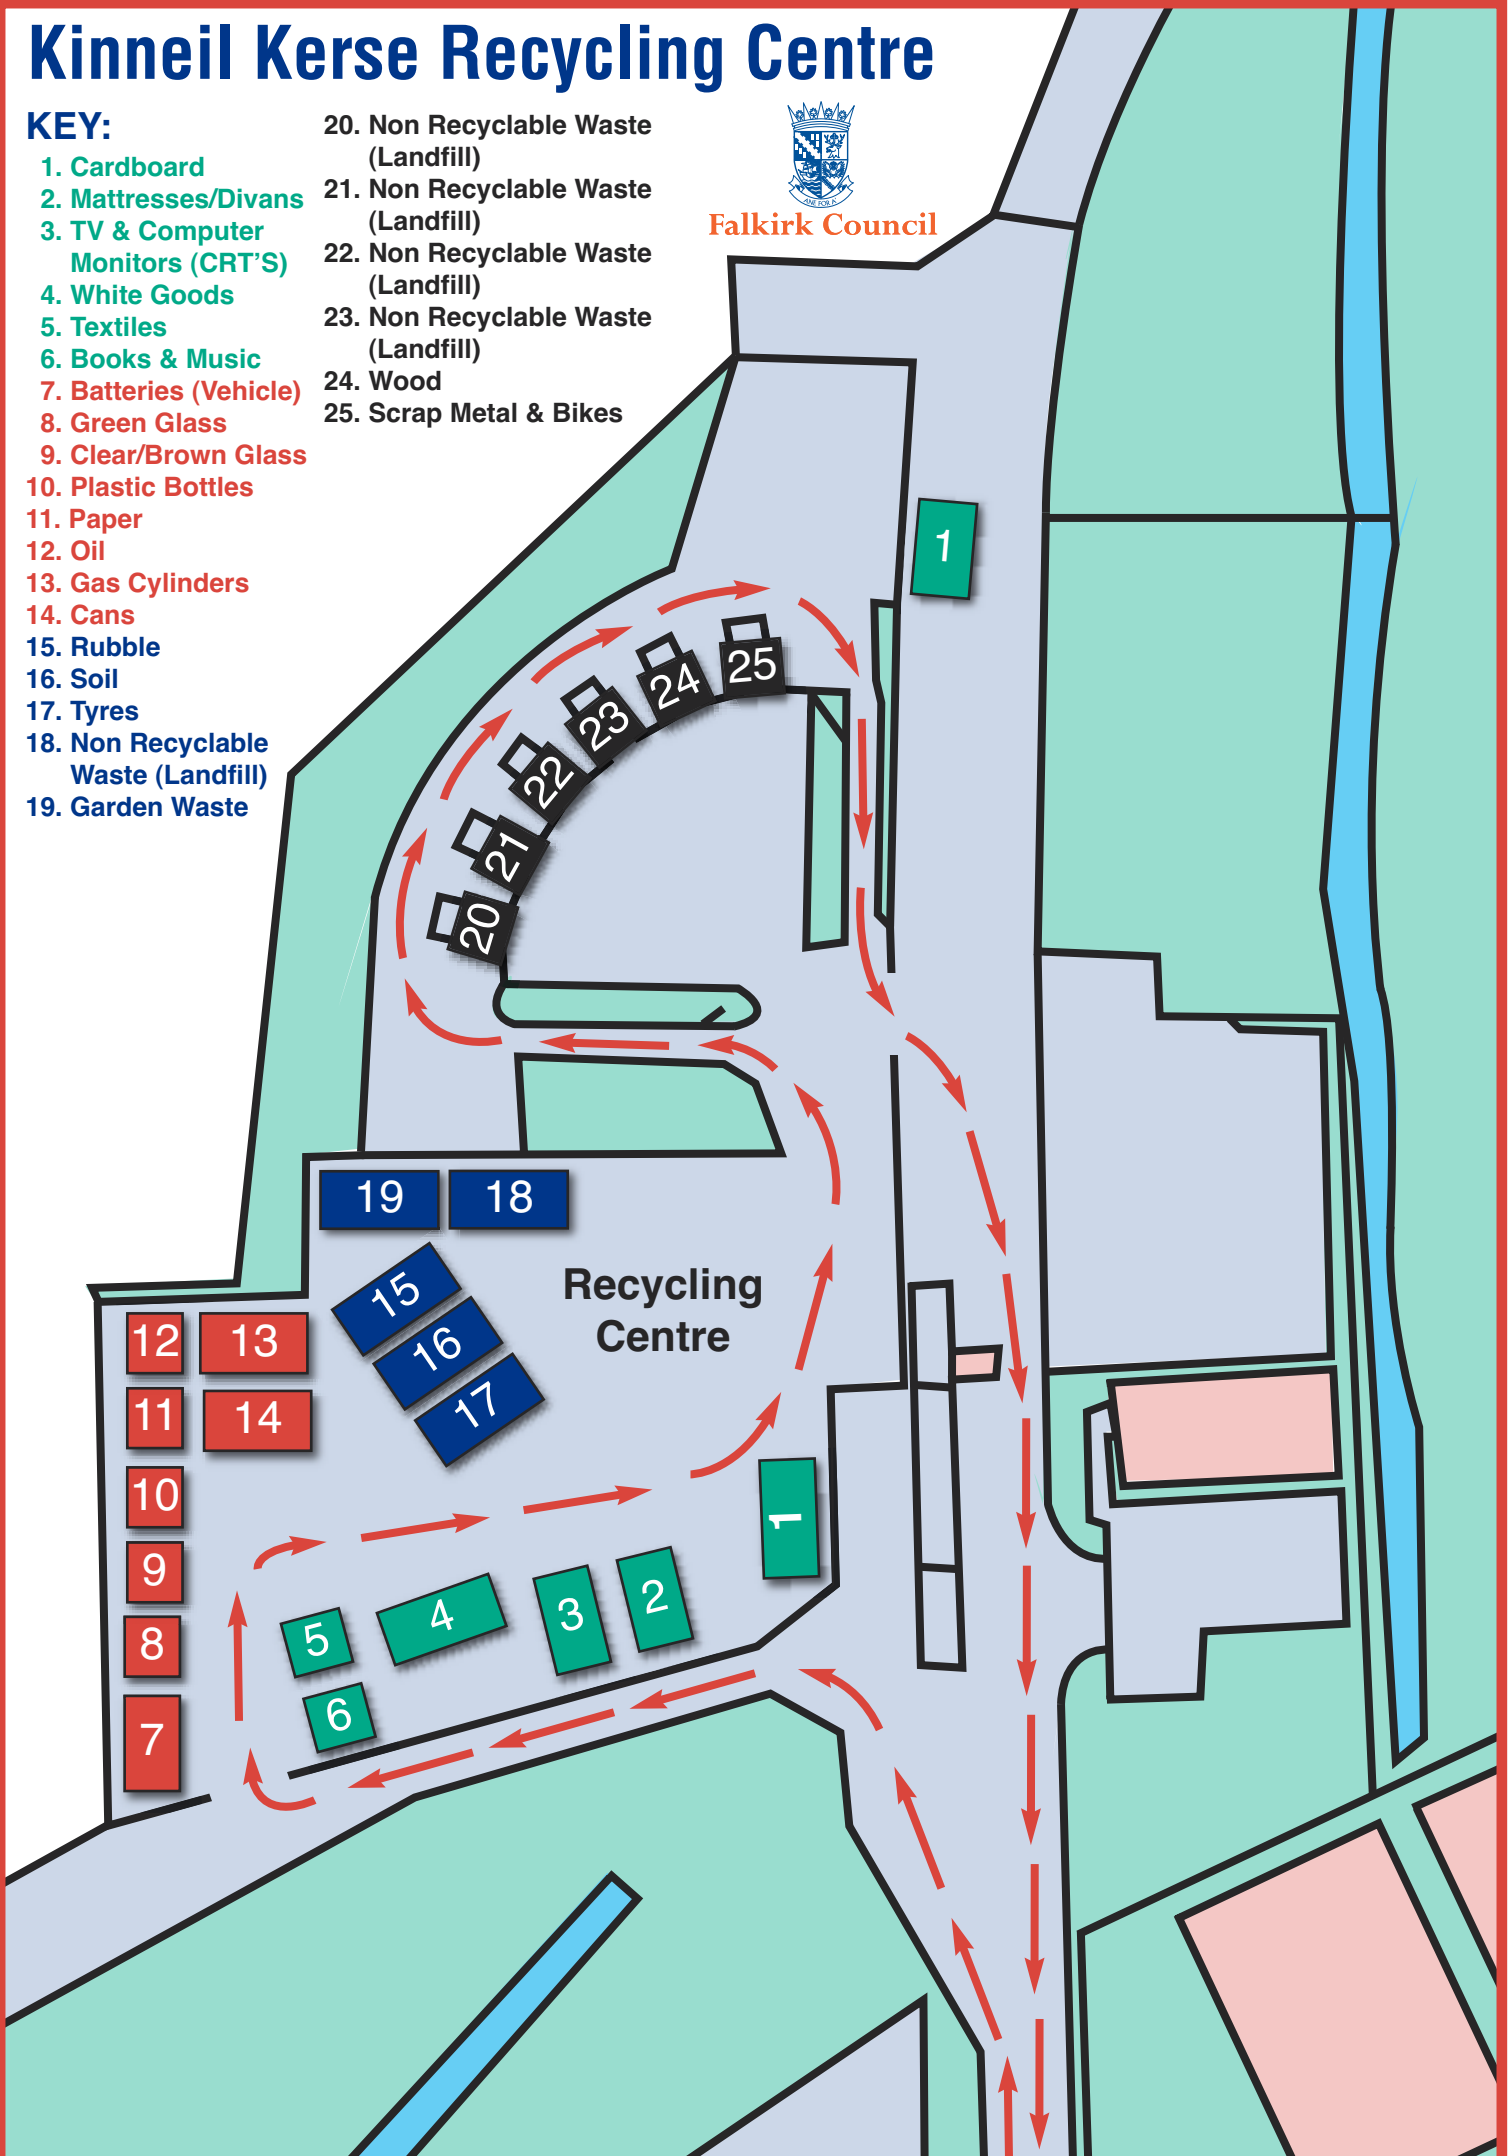 Kinneil Kerse Recycling Centre
KEY:
1. Cardboard
2. Mattresses/Divans
3. TV & Computer
Monitors (CRT'S)
4. White Goods
5. Textiles
6. Books & Music
7. Batteries (Vehicle)
8. Green Glass
9. Clear/Brown Glass
10. Plastic Bottles
11. Paper
12. Oil
13. Gas Cylinders
14. Cans
15. Rubble
16. Soil
17. Tyres
18. Non Recyclable
Waste (Landfill)
19. Garden Waste
20. Non Recyclable Waste
(Landfill)
21. Non Recyclable Waste
(Landfill)
22. Non Recyclable Waste
(Landfill)
23. Non Recyclable Waste
(Landfill)
24. Wood
25. Scrap Metal & Bikes
ANE FOR A'
Falkirk Council
1
25
24
23
22
21
20
19
18
15
16
17
Recycling
Centre
12
13
11
14
10
9
8
7
1
2
3
4
5
6